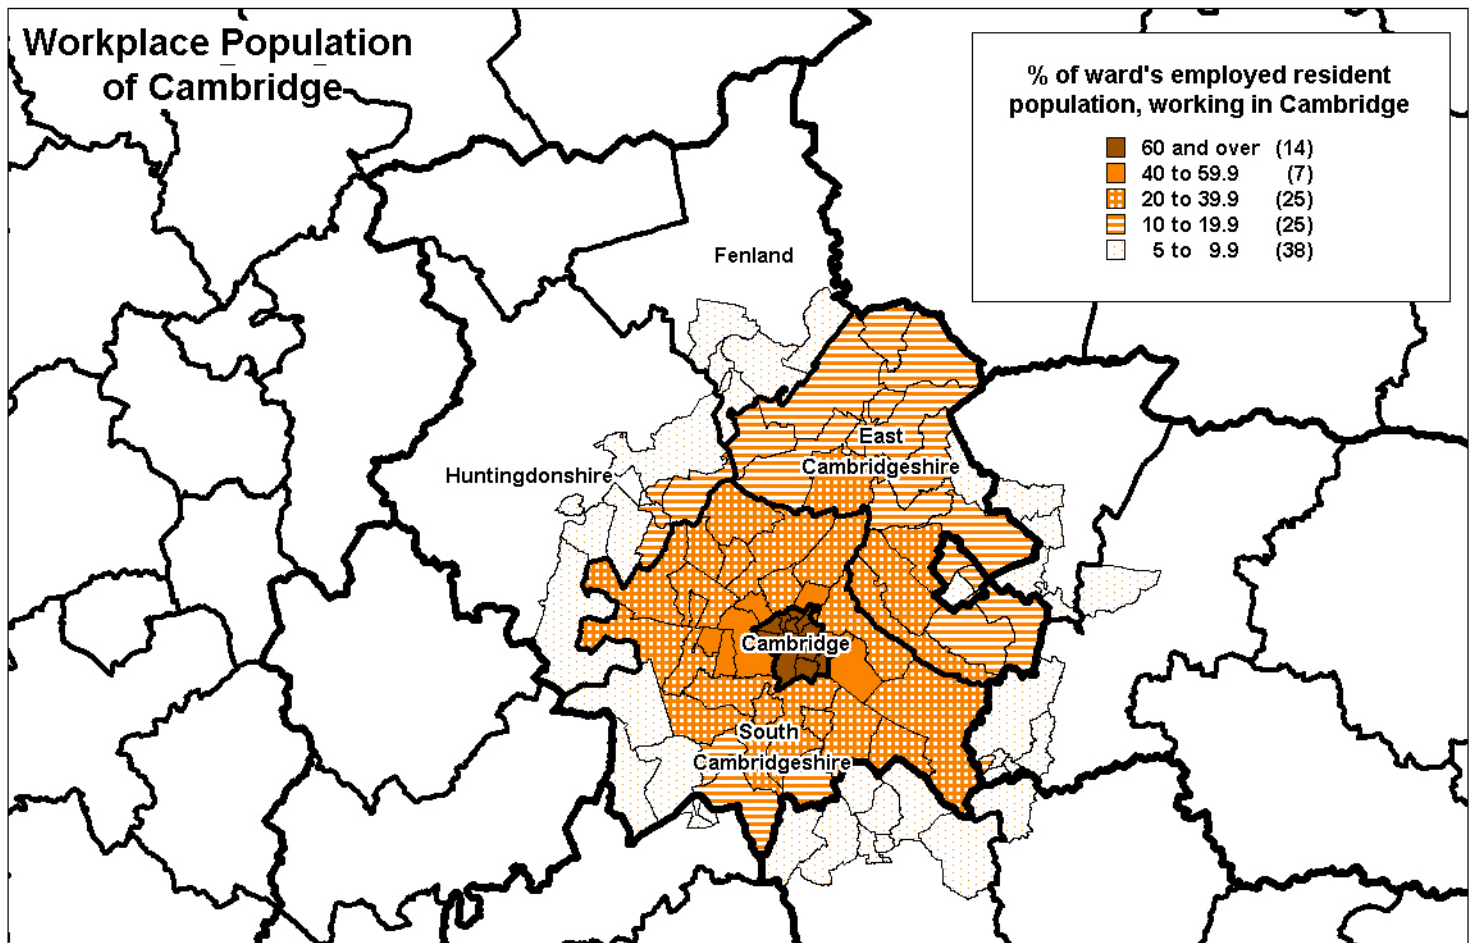 Workplace Population
of Cambridge
% of ward's employed resident
population, working in Cambridge
60 and over (14)
40 to 59.9 (7)
20 to 39.9 (25)
10 to 19.9 (25)
5 to 9.9 (38)
Fenland
East
Cambridgeshire
Huntingdonshire
Cambridge
South
Cambridgeshire